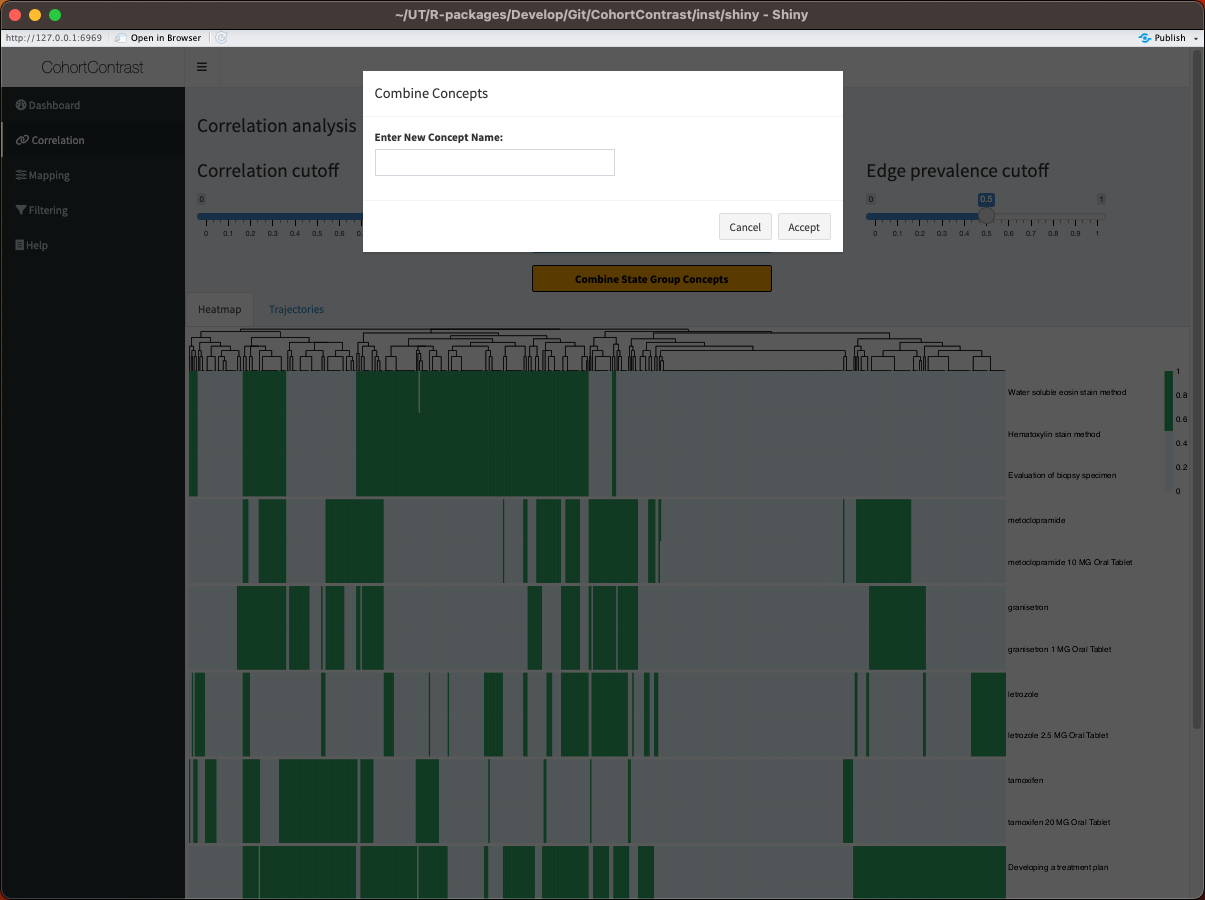 ~/UT/R-packages/Develop/Git/CohortContrast/inst/shiny - Shiny
http://127.0.0.1:6969 Open in Browser Publish
CohortContrast
Dashboard
Correlation
Mapping
Filtering
Help
Combine Concepts
Enter New Concept Name:
Cancel Accept
Correlation analysis
Correlation cutoff
0
0 0.1 0.2 0.3 0.4 0.5 0.6
Edge prevalence cutoff
0 0.5 1
0 0.1 0.2 0.3 0.4 0.5 0.6 0.7 0.8 0.9 1
Combine State Group Concepts
Heatmap Trajectories
Water soluble eosin stain method
Hematoxylin stain method
Evaluation of biopsy specimen
metoclopramide
metoclopramide 10 MG Oral Tablet
granisetron
granisetron 1 MG Oral Tablet
letrozole
letrozole 2.5 MG Oral Tablet
tamoxifen
tamoxifen 20 MG Oral Tablet
Developing a treatment plan
1
0.8
0.6
0.4
0.2
0